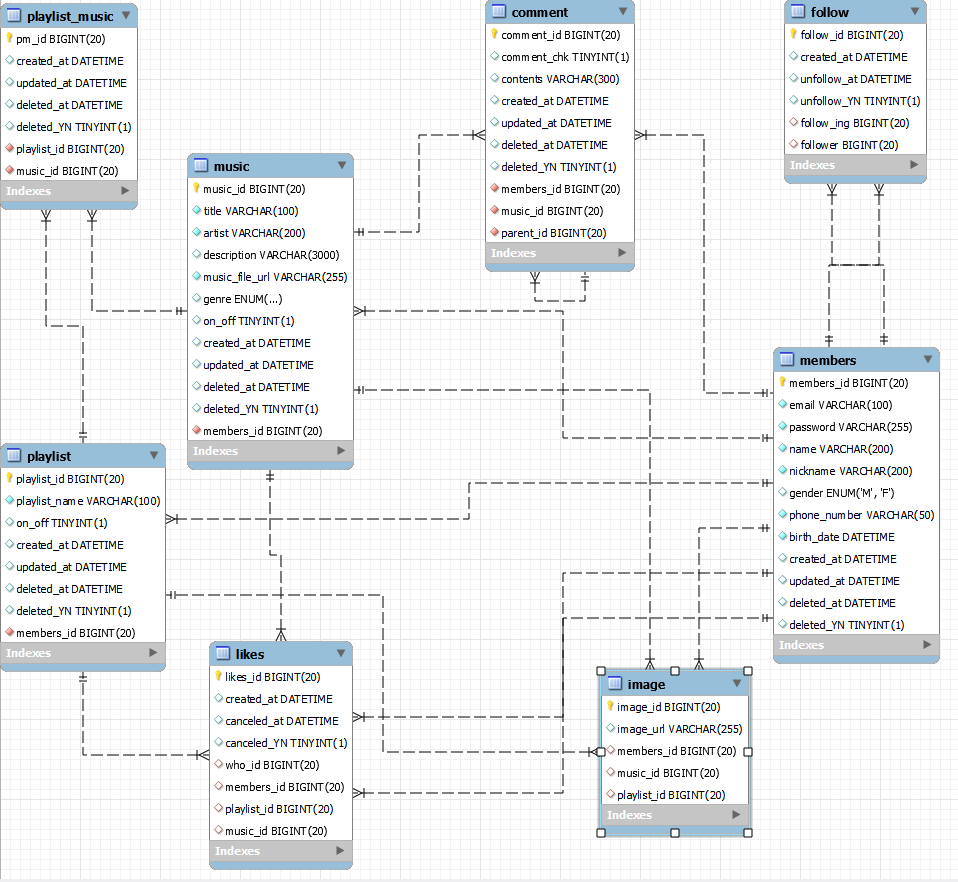 playlist_music
pm_id BIGINT(20)
created_at DATETIME
updated_at DATETIME
deleted_at DATETIME
deleted_YN TINYINT(1)
playlist_id BIGINT(20)
music_id BIGINT(20)
Indexes
comment
comment_id BIGINT(20)
comment_chk TINYINT(1)
contents VARCHAR(300)
created_at DATETIME
updated_at DATETIME
deleted_at DATETIME
deleted_YN TINYINT(1)
members_id BIGINT(20)
music_id BIGINT(20)
parent_id BIGINT(20)
Indexes
follow
follow_id BIGINT(20)
created_at DATETIME
unfollow_at DATETIME
unfollow_YN TINYINT(1)
follow_ing BIGINT(20)
follower BIGINT(20)
Indexes
music
music_id BIGINT(20)
title VARCHAR(100)
artist VARCHAR(200)
description VARCHAR(3000)
music_file_url VARCHAR(255)
genre ENUM(...)
on_off TINYINT(1)
created_at DATETIME
updated_at DATETIME
deleted_at DATETIME
deleted_YN TINYINT(1)
members_id BIGINT(20)
Indexes
members
members_id BIGINT(20)
email VARCHAR(100)
password VARCHAR(255)
name VARCHAR(200)
nickname VARCHAR(200)
gender ENUM('M', 'F')
phone_number VARCHAR(50)
birth_date DATETIME
created_at DATETIME
updated_at DATETIME
deleted_at DATETIME
deleted_YN TINYINT(1)
Indexes
playlist
playlist_id BIGINT(20)
playlist_name VARCHAR(100)
on_off TINYINT(1)
created_at DATETIME
updated_at DATETIME
deleted_at DATETIME
deleted_YN TINYINT(1)
members_id BIGINT(20)
Indexes
likes
likes_id BIGINT(20)
created_at DATETIME
canceled_at DATETIME
canceled_YN TINYINT(1)
who_id BIGINT(20)
members_id BIGINT(20)
playlist_id BIGINT(20)
music_id BIGINT(20)
Indexes
image
image_id BIGINT(20)
image_url VARCHAR(255)
members_id BIGINT(20)
music_id BIGINT(20)
playlist_id BIGINT(20)
Indexes